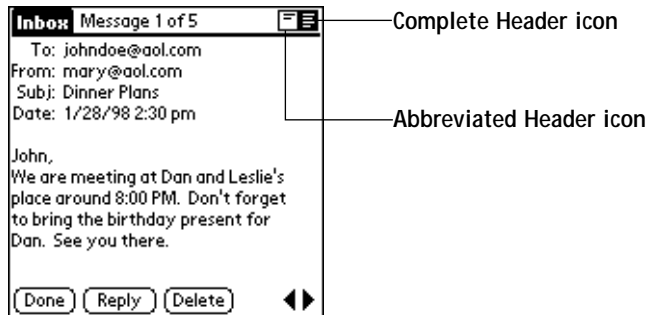 Inbox Message 1 of 5
Complete Header icon
To: johndoe@aol.com
From: mary@aol.com
Subj: Dinner Plans
Date: 1/28/98 2:30 pm
Abbreviated Header icon
John,
We are meeting at Dan and Leslie's
place around 8:00 PM. Don't forget
to bring the birthday present for
Dan. See you there.
Done Reply Delete